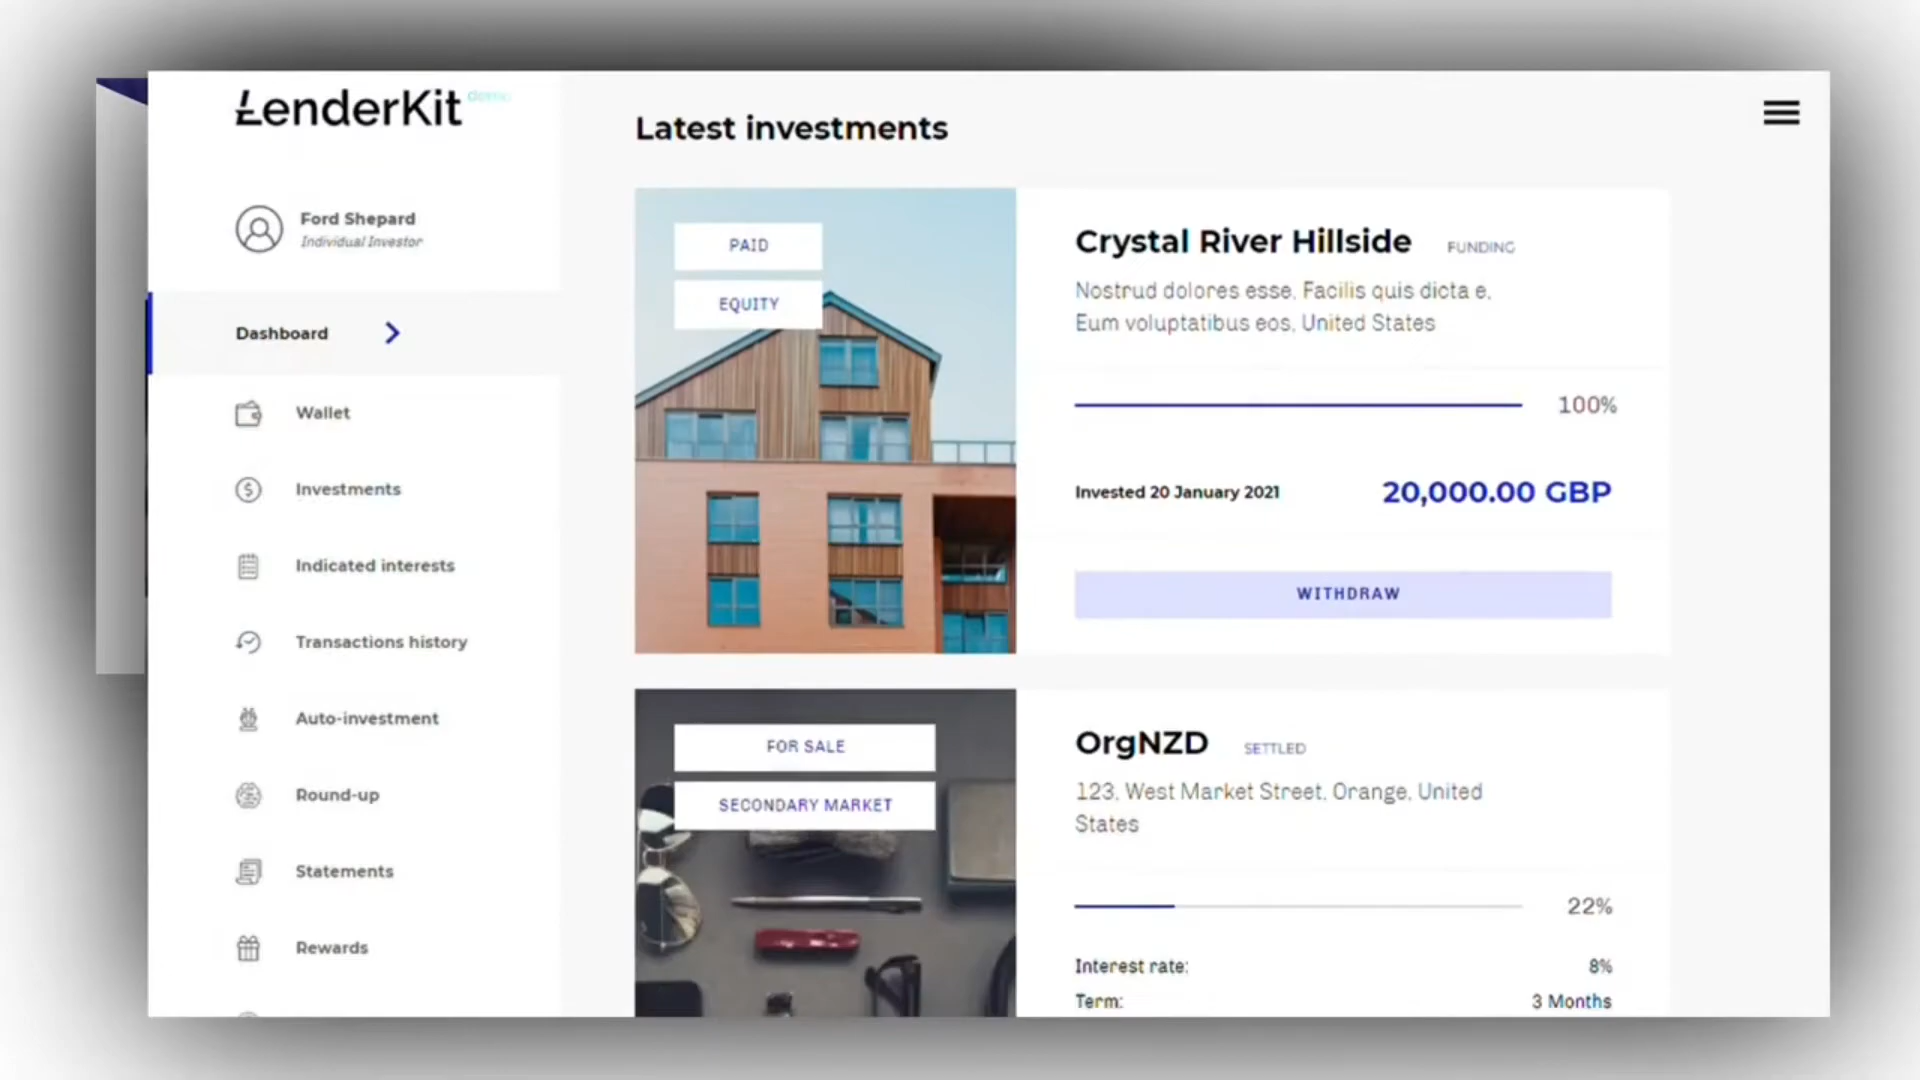 LenderKit demo
Ford Shepard
Individual Investor
Dashboard
Wallet
Investments
Indicated interests
Transactions history
Auto-investment
Round-up
Statements
Rewards
Latest investments
PAID
EQUITY
Crystal River Hillside FUNDING
Nostrud dolores esse, Facilis quis dicta e,
Eum voluptatibus eos, United States
100%
Invested 20 January 2021 20,000.00 GBP
WITHDRAW
FOR SALE
SECONDARY MARKET
OrgNZD SETTLED
123, West Market Street, Orange, United
States
22%
Interest rate: 8%
Term: 3 Months